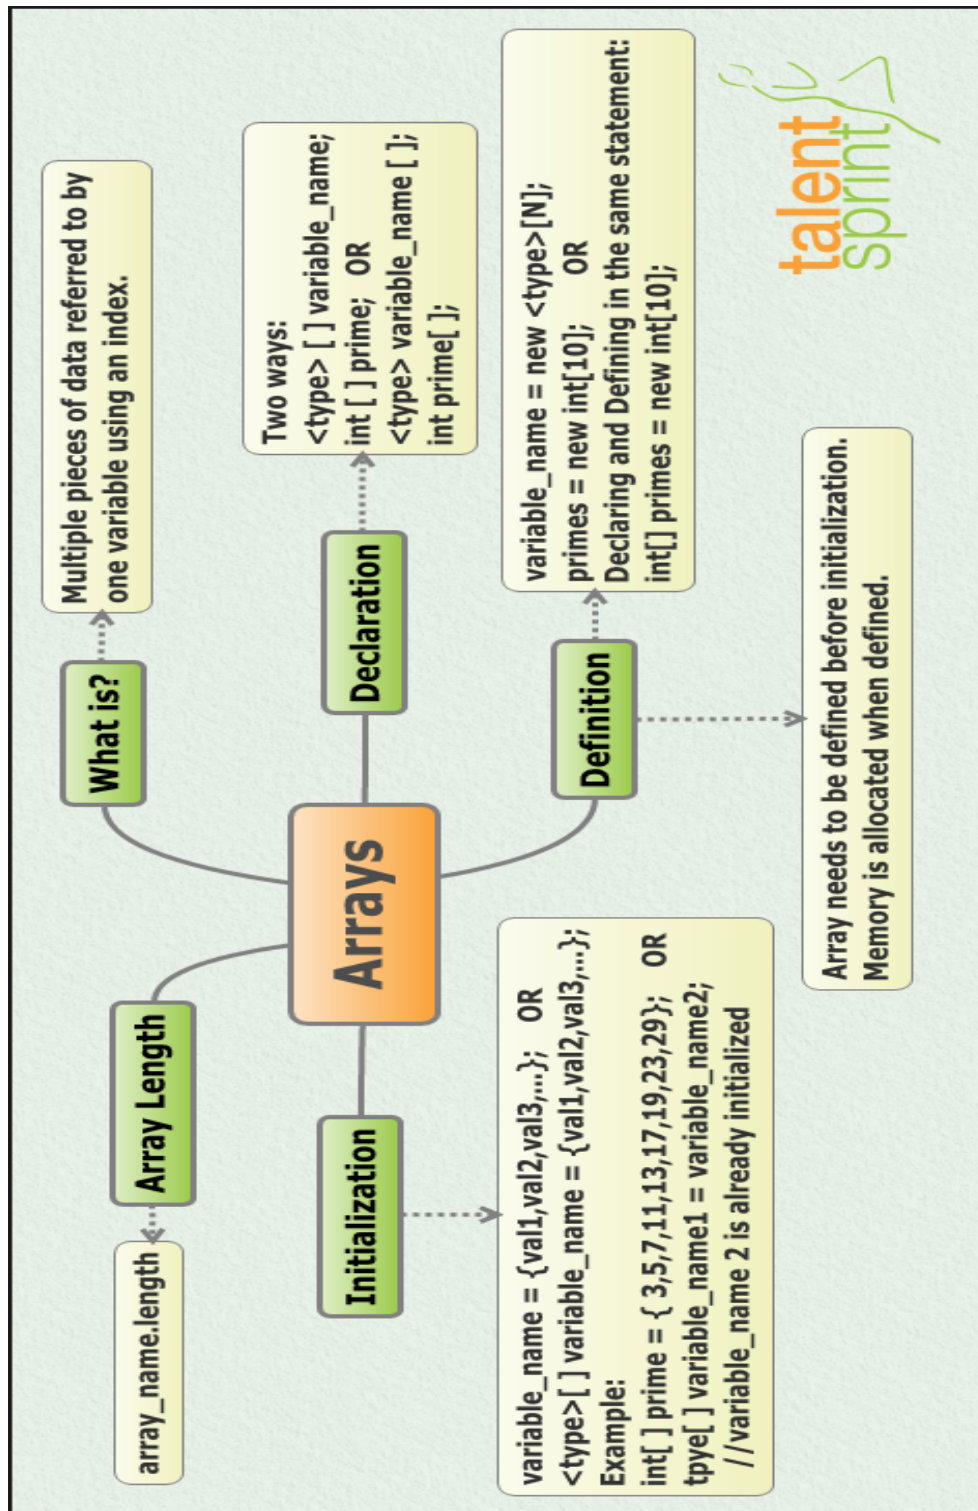 Arrays
What is?
Multiple pieces of data referred to by
one variable using an index.
Declaration
Two ways:
<type> [ ] variable_name;
int [ ] prime;   OR
<type> variable_name [ ];
int prime[ ];
Definition
variable_name = new <type>[N];
primes = new int[10];     OR
Declaring and Defining in the same statement:
int[] primes = new int[10];
Array needs to be defined before initialization.
Memory is allocated when defined.
Array Length
array_name.length
Initialization
variable_name = {val1,val2,val3,...};   OR
<type>[ ] variable_name = {val1,val2,val3,...};
Example:
int[ ] prime = { 3,5,7,11,13,17,19,23,29};   OR
tpye[ ] variable_name1 = variable_name2;
//variable_name 2 is already initialized
talent
sprint